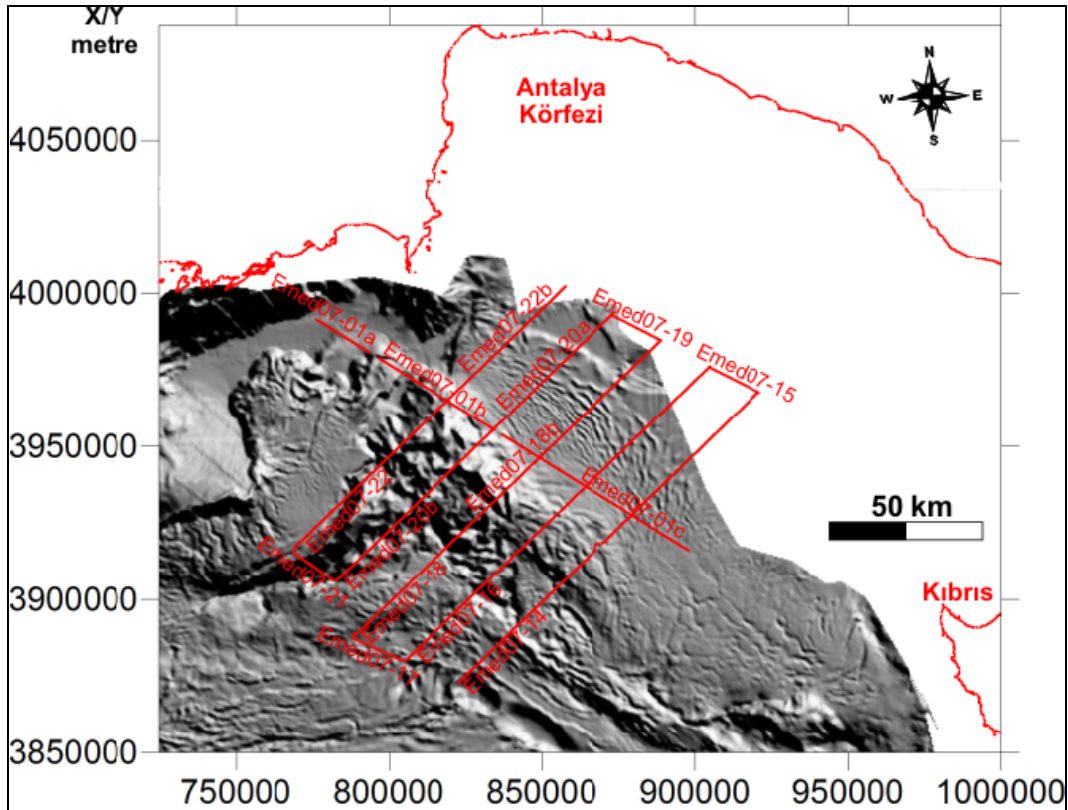 X/Y
metre
4050000
4000000
3950000
3900000
3850000
750000
800000
850000
900000
950000
1000000
Antalya
Körfezi
N
W
E
S
Emed07-01a
Emed07-01b
Emed07-22b
Emed07-20a
Emed07-19
Emed07-15
Emed07-18b
Emed07-01c
Emed07-22
Emed07-20b
Emed07-21
Emed07-18
Emed07-16
Emed07-17
Emed07-14
50 km
Kıbrıs